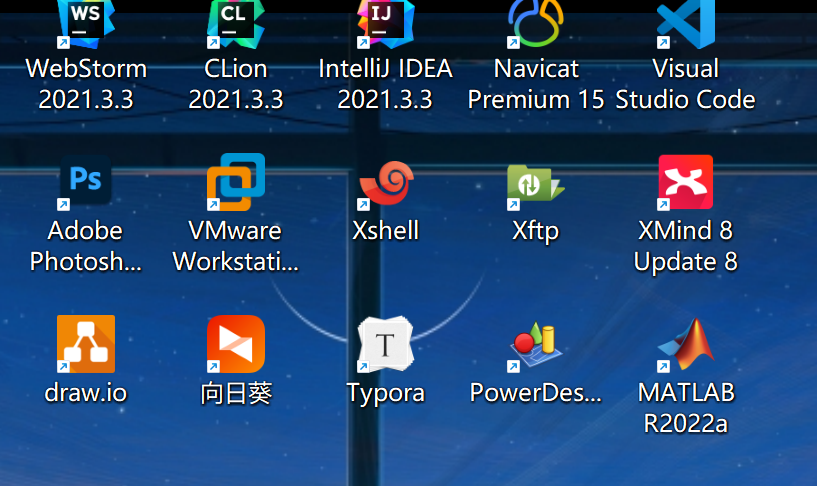 WS CL IJ
WebStorm CLion IntelliJ IDEA Navicat Visual
2021.3.3 2021.3.3 2021.3.3 Premium 15 Studio Code
Ps
Adobe VMware Xshell Xftp XMind 8
Photosh... Workstati... Update 8
T
draw.io 向日葵 Typora PowerDes... MATLAB
R2022a